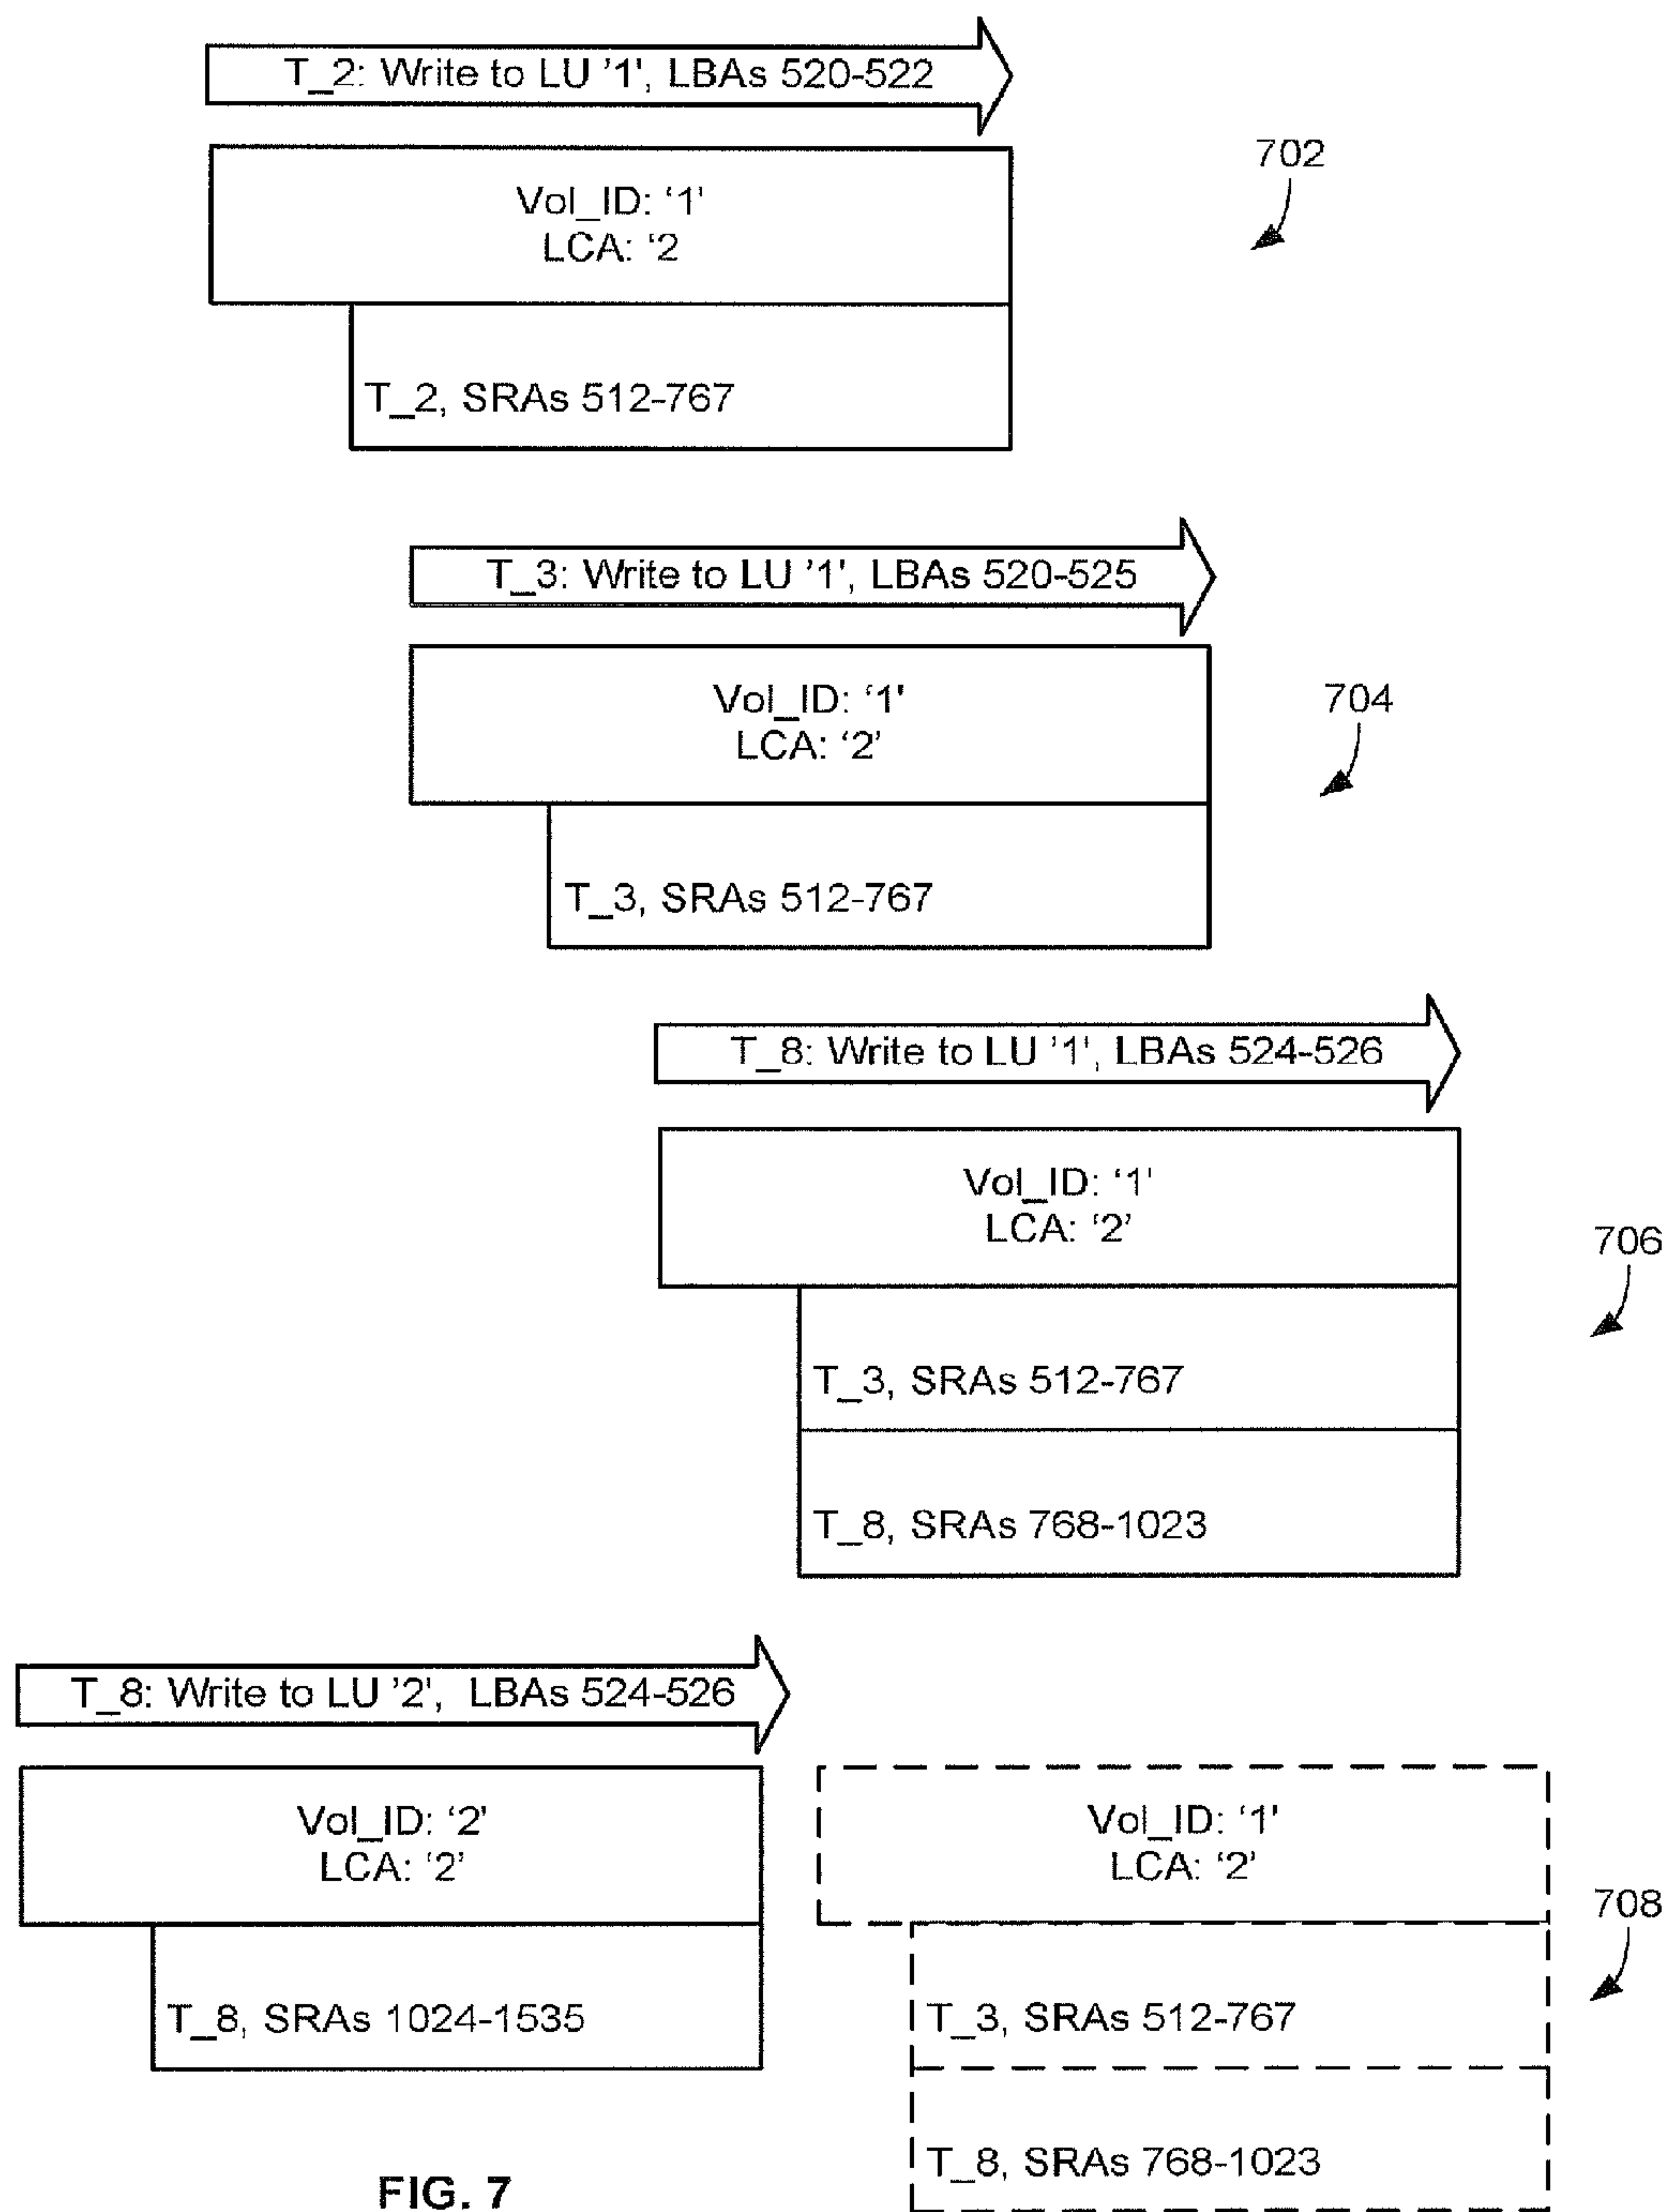 T_2: Write to LU '1', LBAs 520-522
702
Vol_ID: ‘1'
LCA: ‘2
T_2, SRAs 512-767
T_3: Write to LU ’1', LBAs 520-525
704
Vol_ID: ‘1'
LCA: ‘2’
T_3, SRAs 512-767
T_8: Write to LU ’1', LBAs 524-526
Vol_ID: ‘1'
LCA: ‘2’
706
T_3, SRAs 512-767
T_8, SRAs 768-1023
T_8: Write to LU ’2', LBAs 524-526
Vol_ID: ‘2'
LCA: ‘2’
T_8, SRAs 1024-1535
Vol_ID: ‘1'
LCA: ‘2’
708
T_3, SRAs 512-767
T_8, SRAs 768-1023
FIG. 7